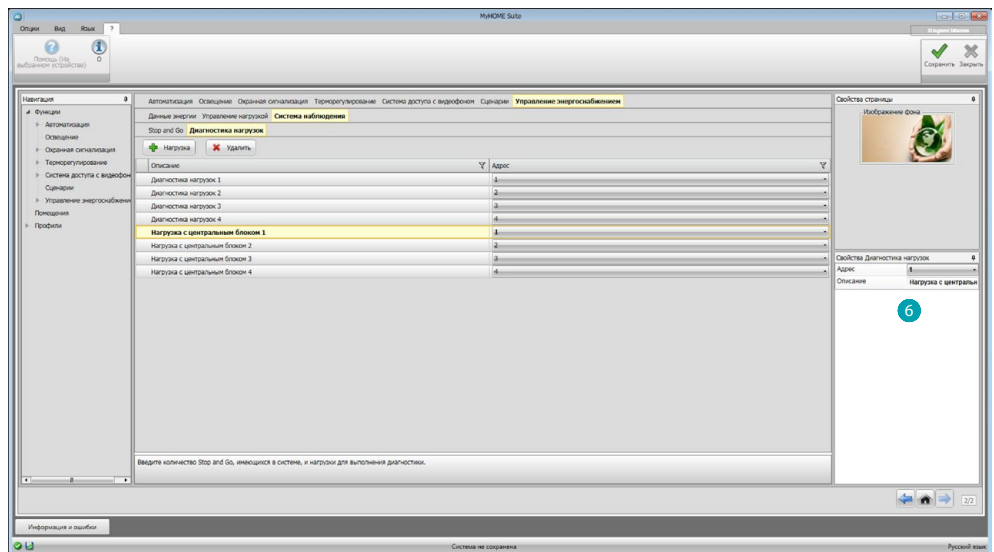 MyHOME Suite
Опции Вид Язык ?
Помощь (На выбранном устройстве)
О
Сохранить Закрыть
Навигация
Функции
Автоматизация
Освещение
Охранная сигнализация
Терморегулирование
Система доступа с видеофон
Сценарии
Управление энергоснабжени
Помещения
Профили
Автоматизация Освещение Охранная сигнализация Терморегулирование Система доступа с видеофоном Сценарии Управление энергоснабжением
Данные энергии Управление нагрузкой Система наблюдения
Stop and Go Диагностика нагрузок
Нагрузка Удалить
Описание Адрес
Диагностика нагрузок 1 1
Диагностика нагрузок 2 2
Диагностика нагрузок 3 3
Диагностика нагрузок 4 4
Нагрузка с центральным блоком 1 1
Нагрузка с центральным блоком 2 2
Нагрузка с центральным блоком 3 3
Нагрузка с центральным блоком 4 4
Введите количество Stop and Go, имеющихся в системе, и нагрузки для выполнения диагностики.
Свойства страницы
Изображение фона
Свойства Диагностика нагрузок
Адрес 1
Описание Нагрузка с центральн
6
2/2
Информация и ошибки
Система не сохранена
Русский язык